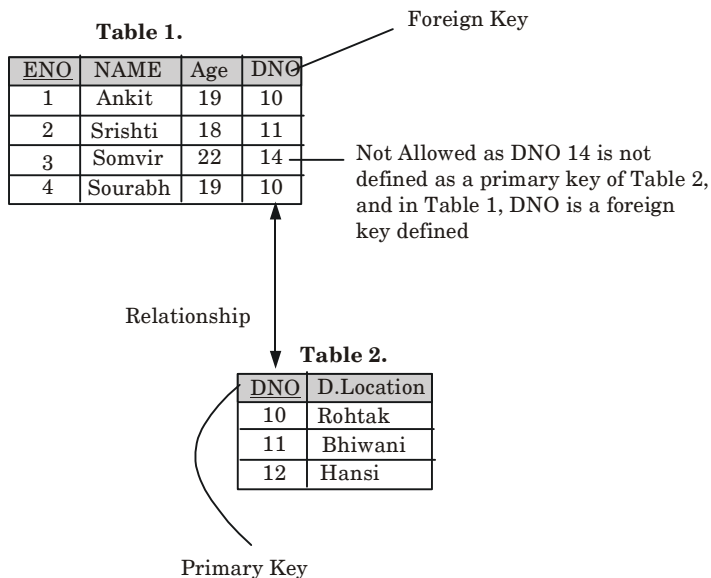 Foreign Key
Table 1.
ENO NAME Age DNO
1 Ankit 19 10
2 Srishti 18 11
3 Somvir 22 14
4 Sourabh 19 10
Not Allowed as DNO 14 is not
defined as a primary key of Table 2,
and in Table 1, DNO is a foreign
key defined
Relationship
Table 2.
DNO D.Location
10 Rohtak
11 Bhiwani
12 Hansi
Primary Key